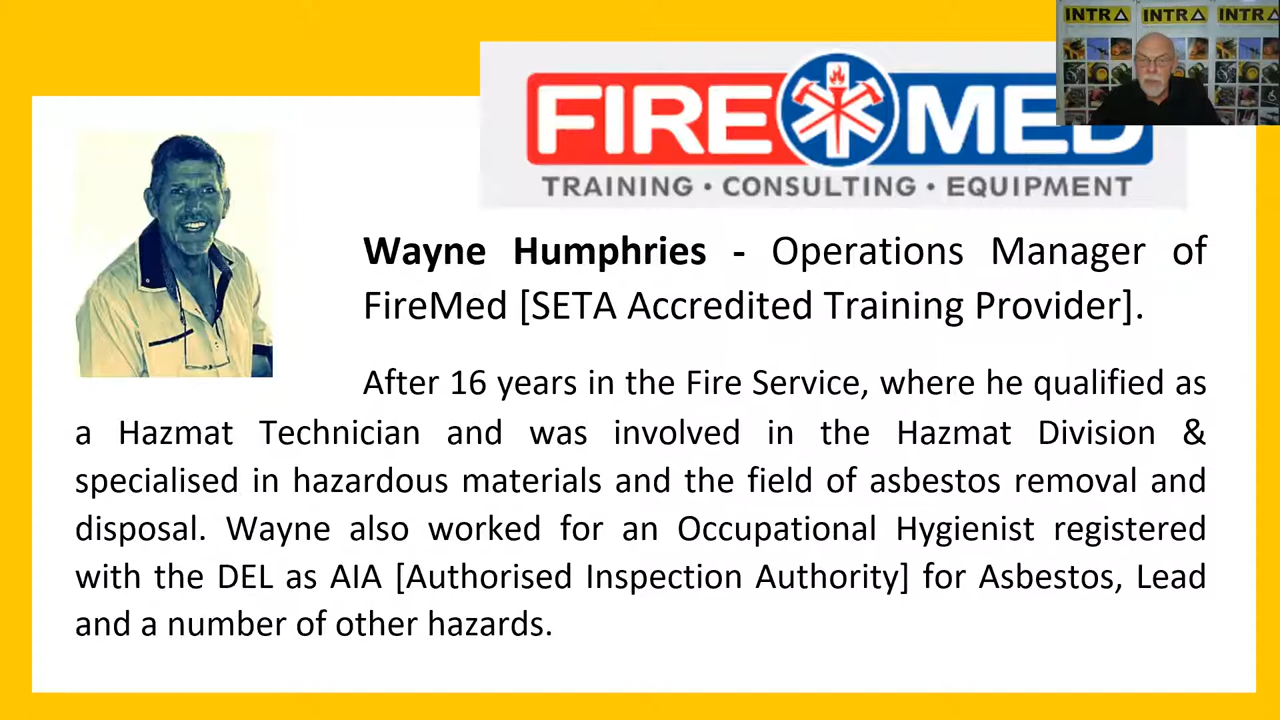 INTRA INTRA INTR
FIRE MED
TRAINING • CONSULTING • EQUIPMENT
Wayne Humphries - Operations Manager of
FireMed [SETA Accredited Training Provider].
After 16 years in the Fire Service, where he qualified as
a Hazmat Technician and was involved in the Hazmat Division &
specialised in hazardous materials and the field of asbestos removal and
disposal. Wayne also worked for an Occupational Hygienist registered
with the DEL as AIA [Authorised Inspection Authority] for Asbestos, Lead
and a number of other hazards.